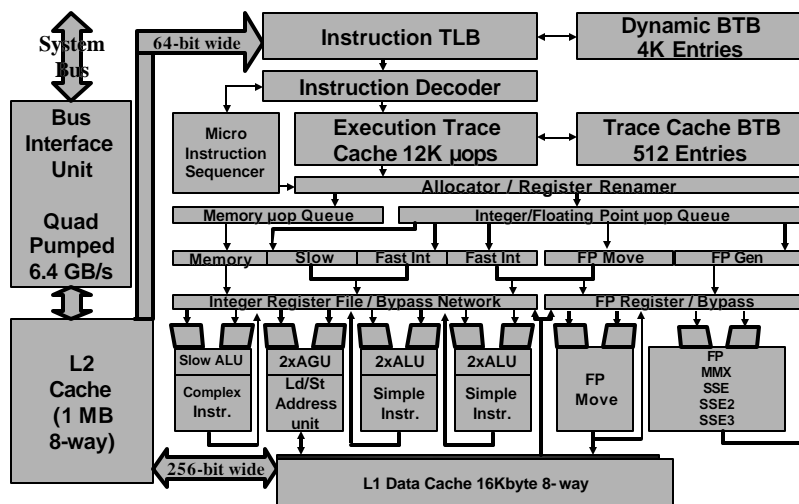 System
Bus
64-bit wide
Instruction TLB
Dynamic BTB
4K Entries
Instruction Decoder
Bus
Interface
Unit
Quad
Pumped
6.4 GB/s
Micro
Instruction
Sequencer
Execution Trace
Cache 12K µops
Trace Cache BTB
512 Entries
Allocator / Register Renamer
Memory µop Queue
Integer/Floating Point µop Queue
Memory
Slow
Fast Int
Fast Int
FP Move
FP Gen
Integer Register File / Bypass Network
FP Register / Bypass
L2
Cache
(1 MB
8-way)
Slow ALU
Complex
Instr.
2xAGU
Ld/St
Address
unit
2xALU
Simple
Instr.
2xALU
Simple
Instr.
FP
Move
FP
MMX
SSE
SSE2
SSE3
256-bit wide
L1 Data Cache 16Kbyte 8-way